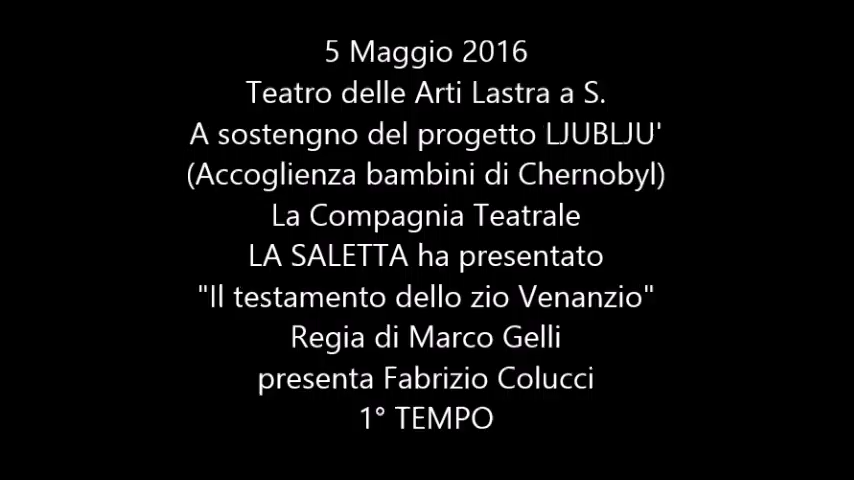 5 Maggio 2016
Teatro delle Arti Lastra a S.
A sostengno del progetto LJUBLJU'
(Accoglienza bambini di Chernobyl)
La Compagnia Teatrale
LA SALETTA ha presentato
"Il testamento dello zio Venanzio"
Regia di Marco Gelli
presenta Fabrizio Colucci
1° TEMPO